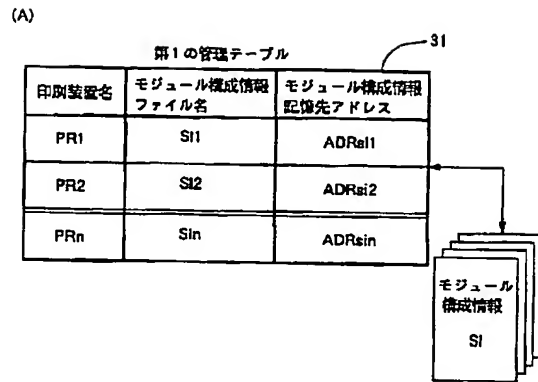 (A)
31
第1の管理テーブル
印刷装置名 モジュール構成情報ファイル名 モジュール構成情報記憶先アドレス
PR1 SI1 ADRsi1
PR2 SI2 ADRsi2
PRn SIn ADRsin
モジュール
構成情報
SI